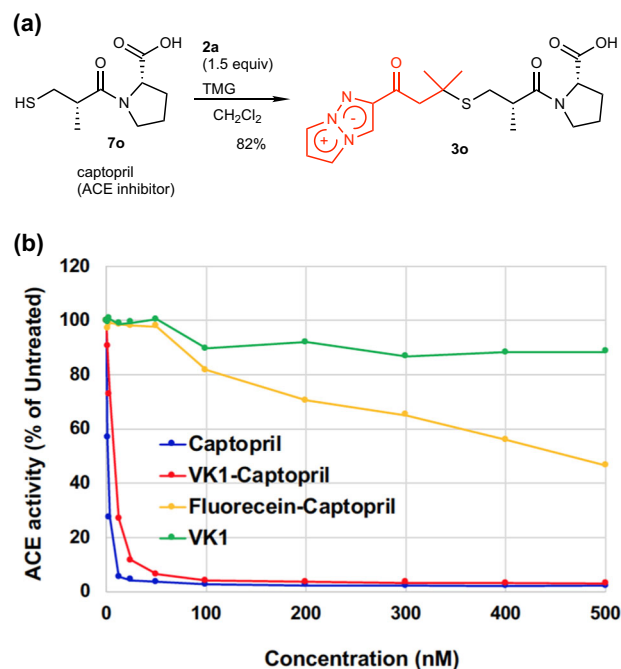 (a)
O
OH
O
HS
N
Me
7o
captopril
(ACE inhibitor)
2a
(1.5 equiv)
TMG
CH2Cl2
82%
O
N
N
-
N
+
S
O
N
Me
O
OH
3o
(b)
ACE activity (% of Untreated)
120
100
80
60
40
20
0
Captopril
VK1-Captopril
Fluorecein-Captopril
VK1
0 100 200 300 400 500
Concentration (nM)